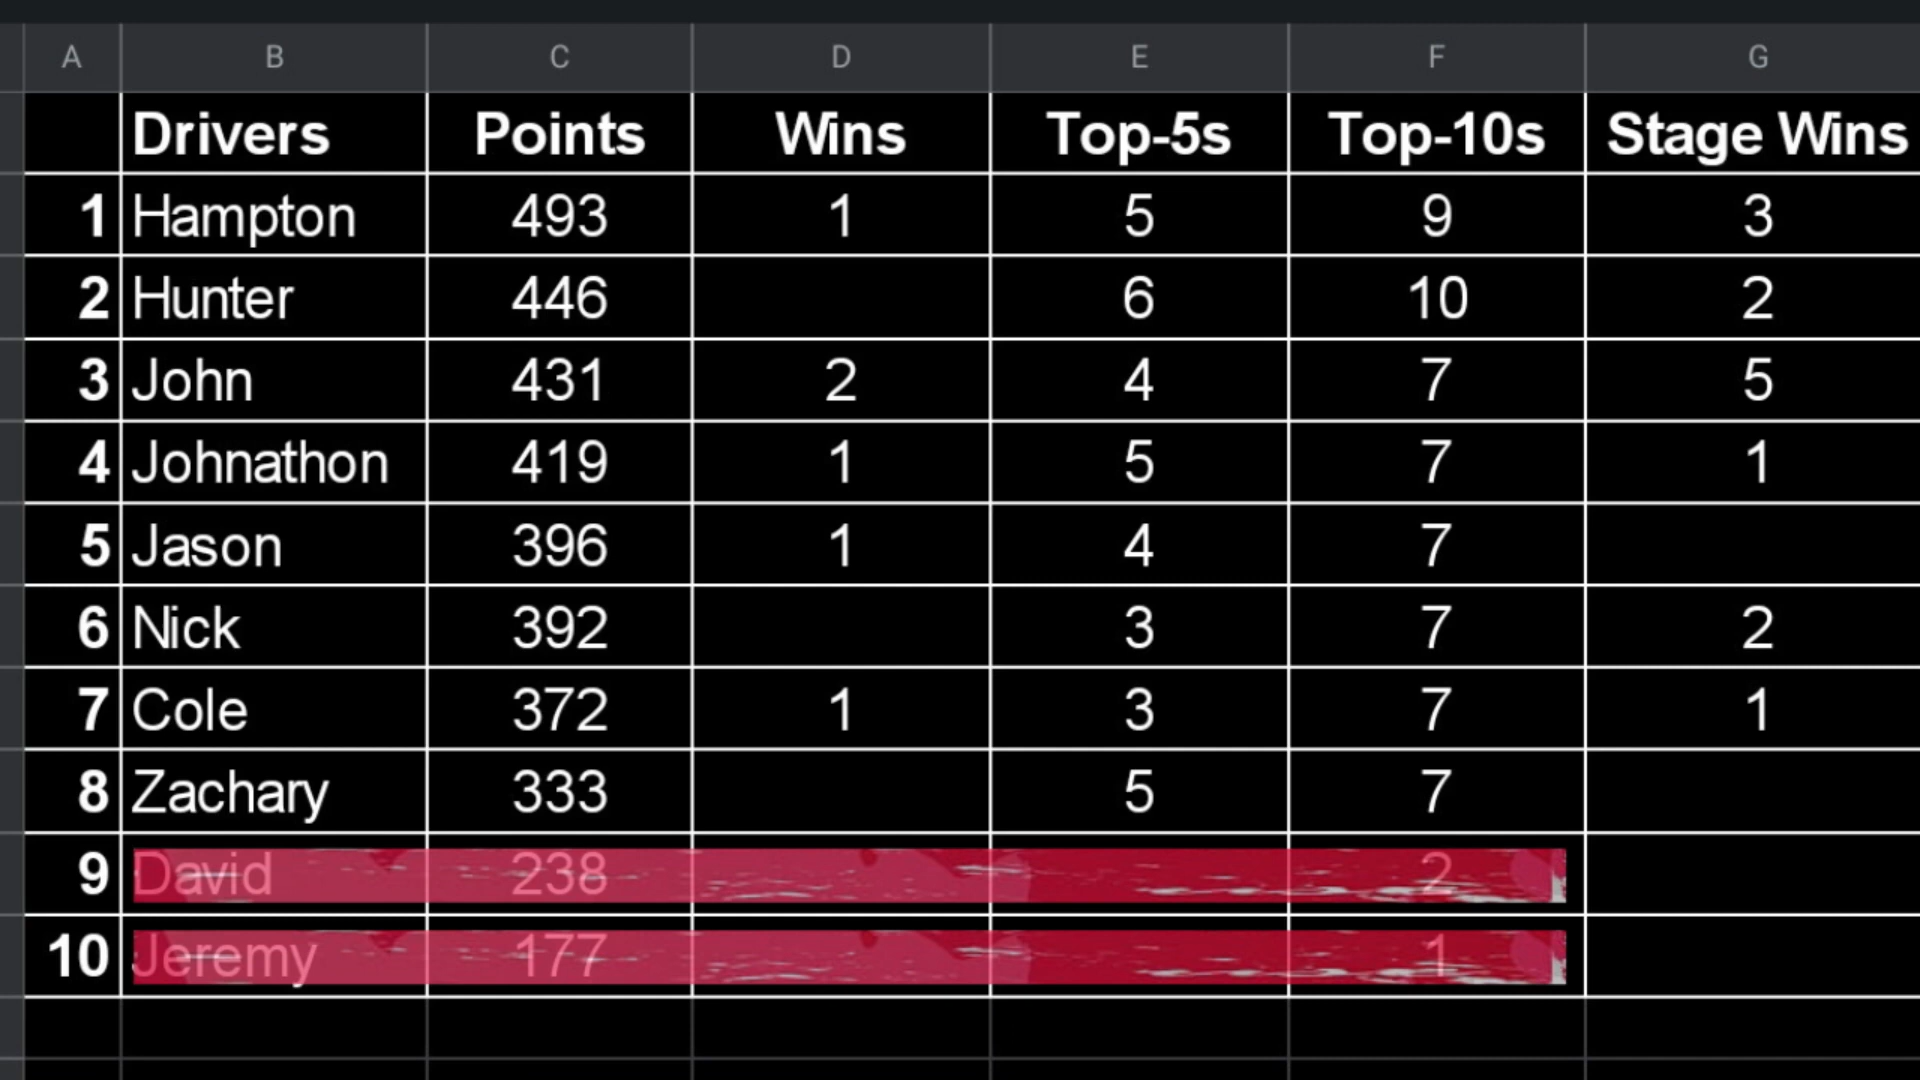 A B C D E F G
Drivers Points Wins Top-5s Top-10s Stage Wins
1 Hampton 493 1 5 9 3
2 Hunter 446 6 10 2
3 John 431 2 4 7 5
4 Johnathon 419 1 5 7 1
5 Jason 396 1 4 7
6 Nick 392 3 7 2
7 Cole 372 1 3 7 1
8 Zachary 333 5 7
9 David 238 2
10 Jeremy 177 1